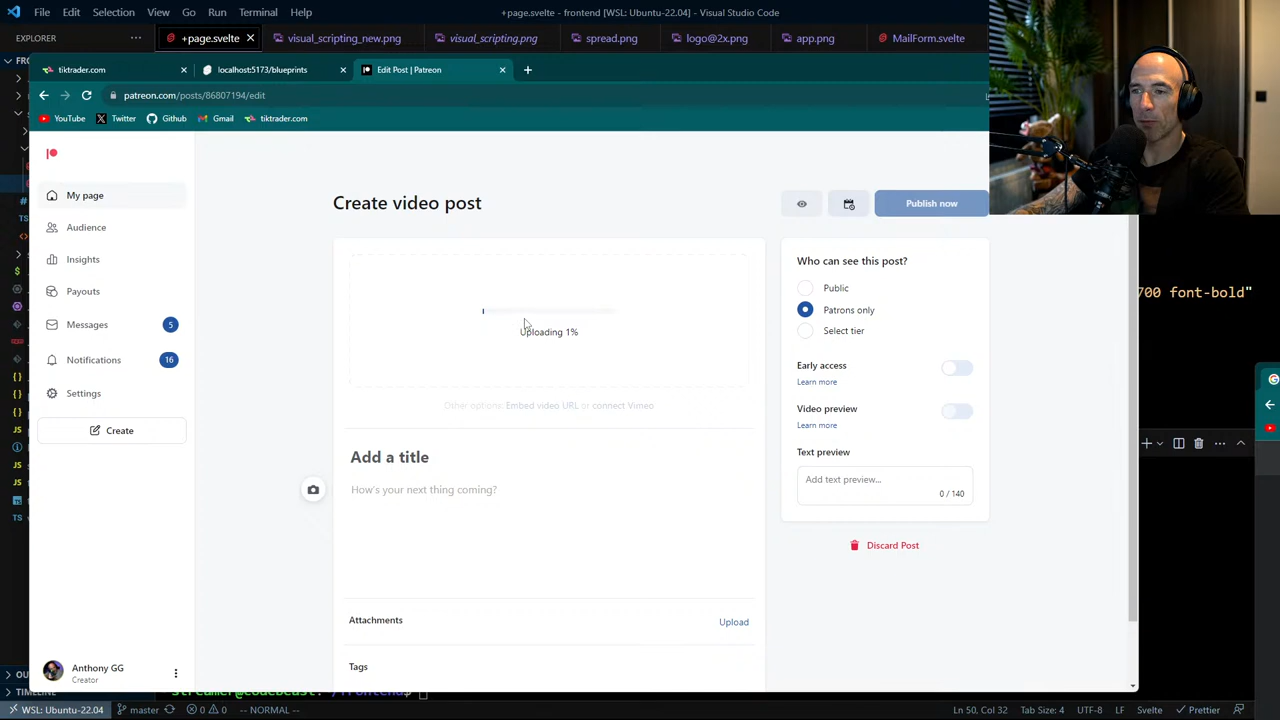 File Edit Selection View Go Run Terminal Help
+page.svelte - frontend [WSL: Ubuntu-22.04] - Visual Studio Code
EXPLORER
+page.svelte
visual_scripting_new.png
visual_scripting.png
spread.png
logo@2x.png
app.png
MailForm.svelte
tiktrader.com
localhost:5173/blueprints
Edit Post | Patreon
patreon.com/posts/86807194/edit
YouTube
Twitter
Github
Gmail
tiktrader.com
My page
Audience
Insights
Payouts
Messages 5
Notifications 16
Settings
Create
Anthony GG
Creator
Create video post
Publish now
Uploading 1%
Other options: Embed video URL or connect Vimeo
Add a title
How's your next thing coming?
Attachments
Upload
Tags
Who can see this post?
Public
Patrons only
Select tier
Early access
Learn more
Video preview
Learn more
Text preview
Add text preview...
0 / 140
Discard Post
700 font-bold"
TIMELINE
WSL: Ubuntu-22.04
master
0 0
-- NORMAL --
Ln 50, Col 32
Tab Size: 4
UTF-8
LF
Svelte
Prettier